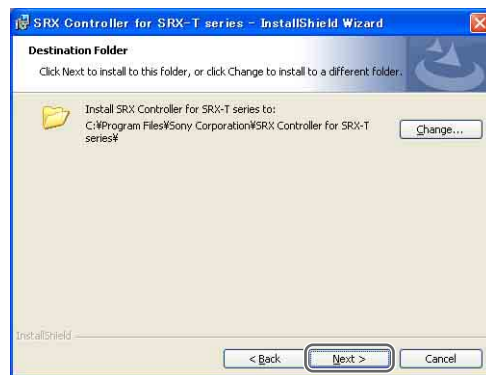 SRX Controller for SRX-T series - InstallShield Wizard
Destination Folder
Click Next to install to this folder, or click Change to install to a different folder.
Install SRX Controller for SRX-T series to:
C:¥Program Files¥Sony Corporation¥SRX Controller for SRX-T
series¥
Change...
InstallShield
< Back
Next >
Cancel